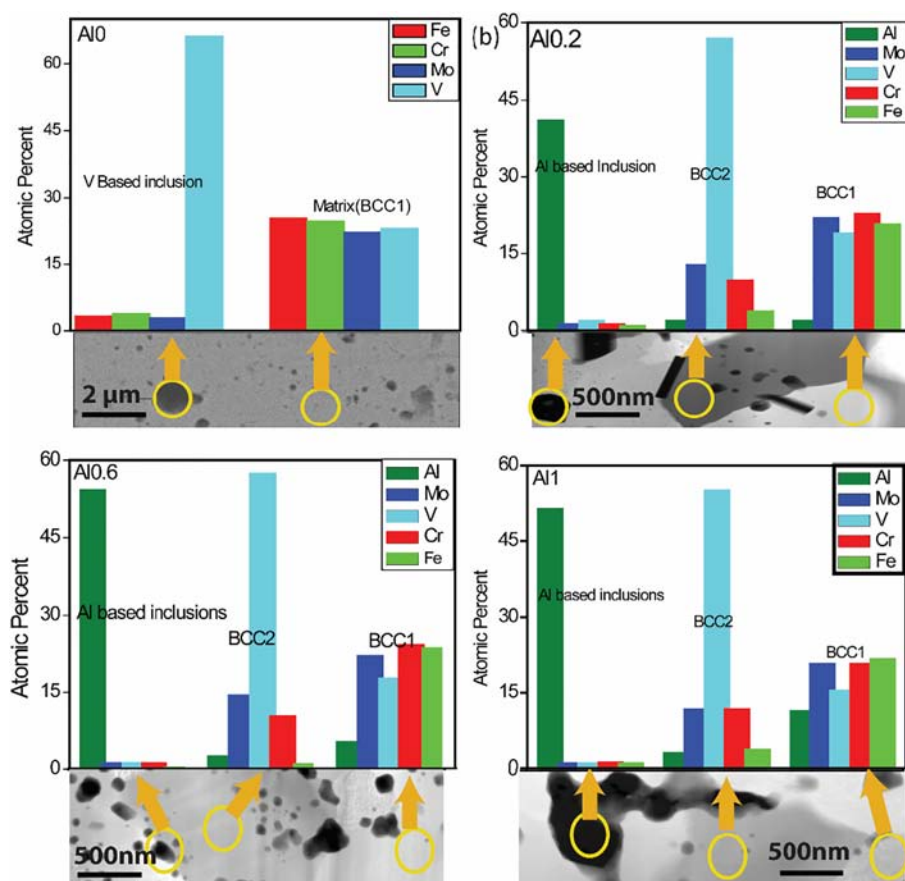 Al0
Fe
Cr
Mo
V
60
45
30
15
0
Atomic Percent
V Based inclusion
Matrix(BCC1)
2 µm
(b)
Al0.2
Al
Mo
V
Cr
Fe
60
45
30
15
0
Atomic Percent
Al based Inclusion
BCC2
BCC1
500nm
Al0.6
Al
Mo
V
Cr
Fe
60
45
30
15
0
Atomic Percent
Al based inclusions
BCC2
BCC1
500nm
Al1
Al
Mo
V
Cr
Fe
60
45
30
15
0
Atomic Percent
Al based inclusions
BCC2
BCC1
500nm